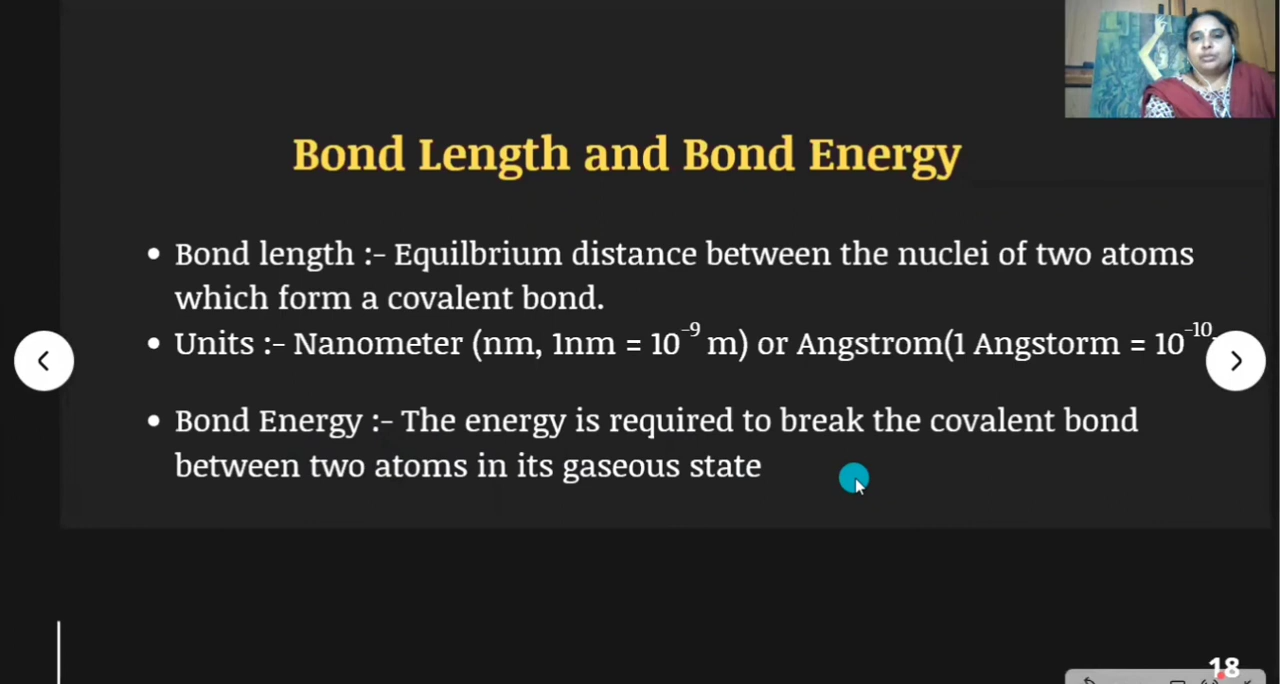 Bond Length and Bond Energy
• Bond length :- Equilbrium distance between the nuclei of two atoms
which form a covalent bond.
• Units :- Nanometer (nm, 1nm = 10⁻⁹ m) or Angstrom(1 Angstorm = 10⁻¹⁰
• Bond Energy :- The energy is required to break the covalent bond
between two atoms in its gaseous state
18